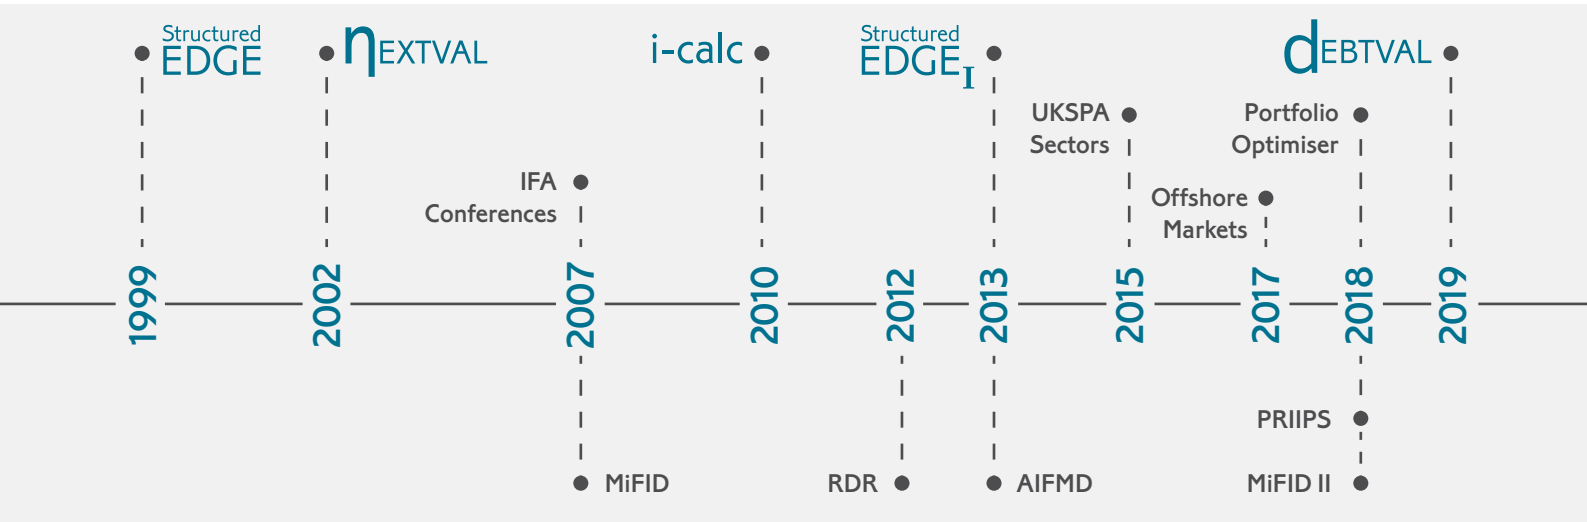 Structured
EDGE
ηEXTVAL
i-calc
Structured
EDGE I
dEBTVAL
UKSPA
Sectors
Portfolio
Optimiser
IFA
Conferences
Offshore
Markets
1999
2002
2007
2010
2012
2013
2015
2017
2018
2019
PRIIPS
MiFID
RDR
AIFMD
MiFID II